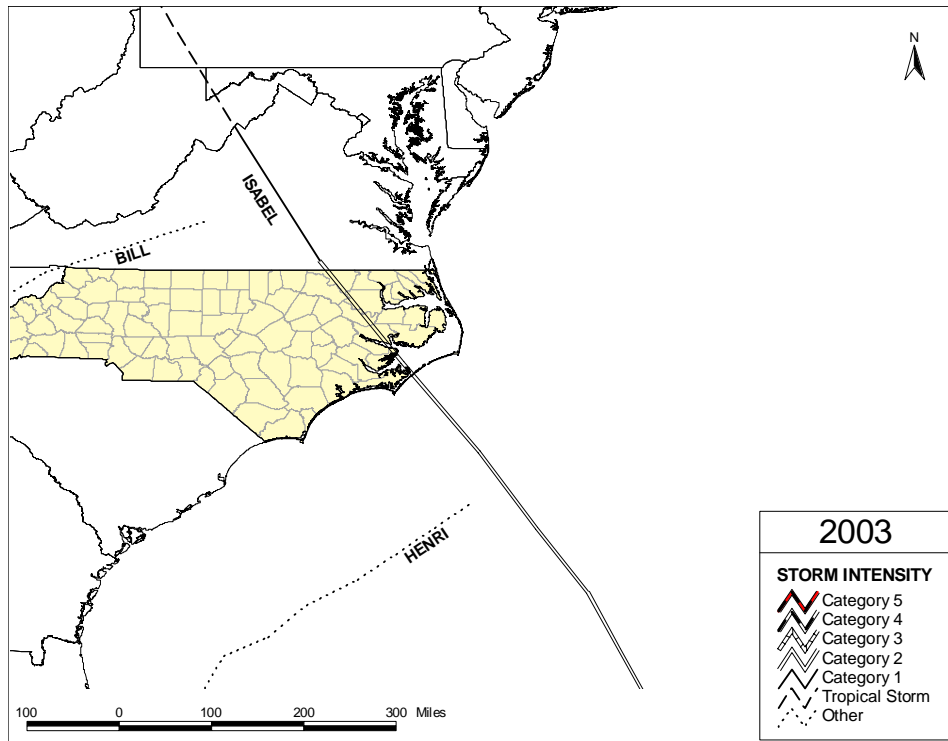 N
ISABEL
BILL
HENRI
2003
STORM INTENSITY
Category 5
Category 4
Category 3
Category 2
Category 1
Tropical Storm
Other
100 0 100 200 300 Miles